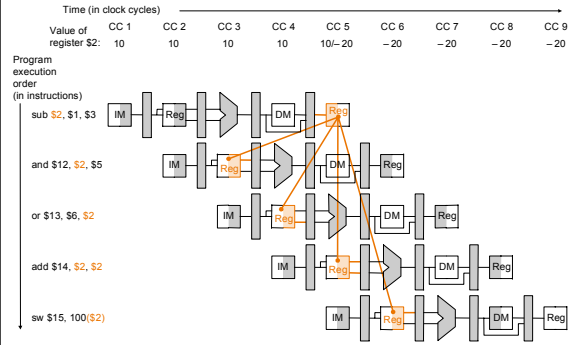 Time (in clock cycles)
CC 1 CC 2 CC 3 CC 4 CC 5 CC 6 CC 7 CC 8 CC 9
Value of
register $2: 10 10 10 10 10/– 20 – 20 – 20 – 20 – 20
Program
execution
order
(in instructions)
sub $2, $1, $3 IM Reg DM Reg
and $12, $2, $5 IM Reg DM Reg
or $13, $6, $2 IM Reg DM Reg
add $14, $2, $2 IM Reg DM Reg
sw $15, 100($2) IM Reg DM Reg